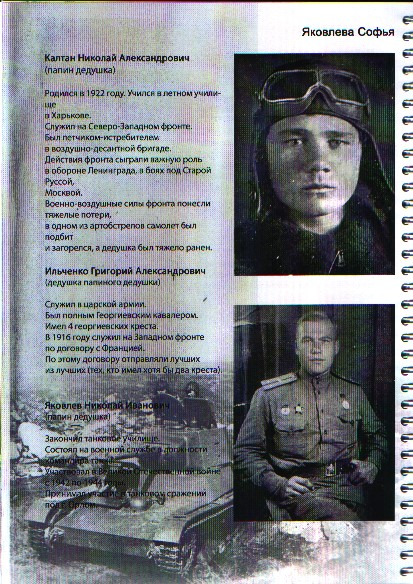 Яковлева Софья
Калтан Николай Александрович
(папин дедушка)
Родился в 1922 году. Учился в летном учили-
ще
в Харькове.
Служил на Северо-Западном фронте.
Был летчиком-истребителем
в воздушно-десантной бригаде.
Действия фронта сыграли важную роль
в обороне Ленинграда, в боях под Старой
Руссой,
Москвой.
Военно-воздушные силы фронта понесли
тяжелые потери,
в одном из артобстрелов самолет был
подбит
и загорелся, а дедушка был тяжело ранен.
Ильченко Григорий Александрович
(дедушка папиного дедушки)
Служил в царской армии.
Был полным Георгиевским кавалером.
Имел 4 георгиевских креста.
В 1916 году служил на Западном фронте
по договору с Францией.
По этому договору отправляли лучших
из лучших (тех, кто имел хотя бы два креста).
Яковлев Николай Иванович
(папин дедушка)
Закончил танковое училище.
Состоял на военной службе в должности
командира танка.
Участвовал в Великой Отечественной войне
с 1942 по 1944 годы.
Принимал участие в танковом сражении
под Орлом.